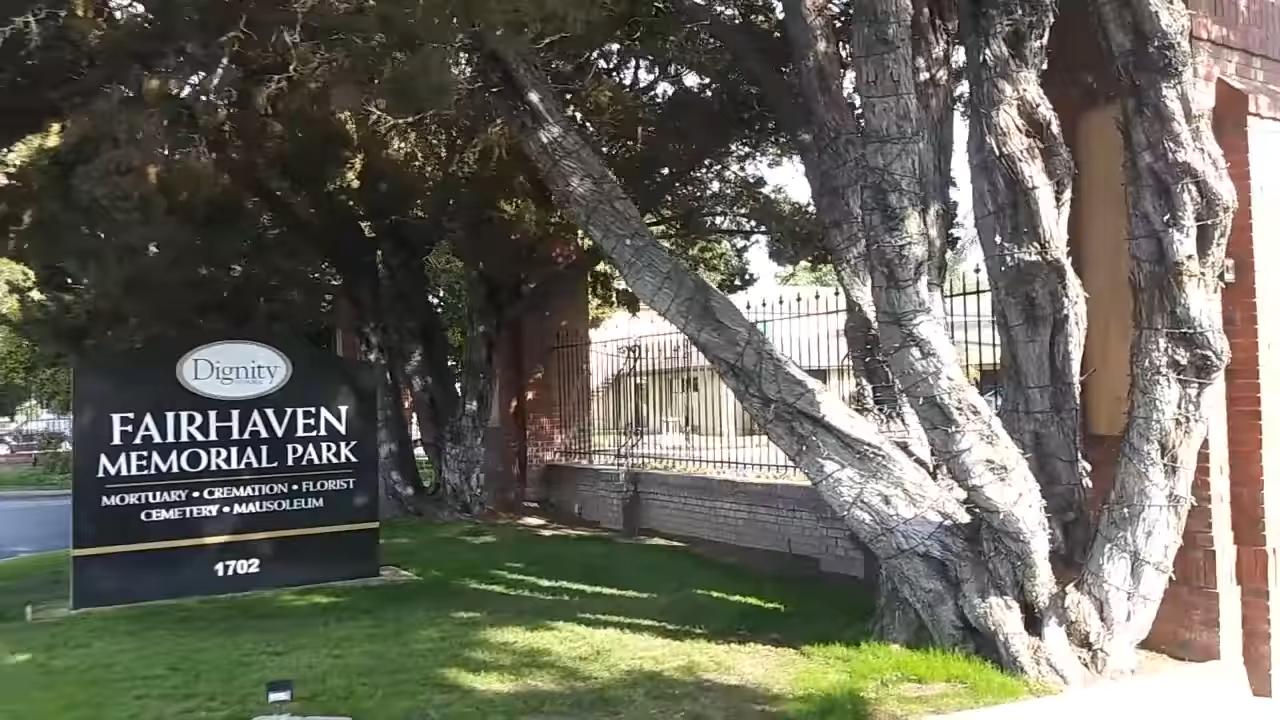 Dignity
FAIRHAVEN
MEMORIAL PARK
MORTUARY • CREMATION • FLORIST
CEMETERY • MAUSOLEUM
1702